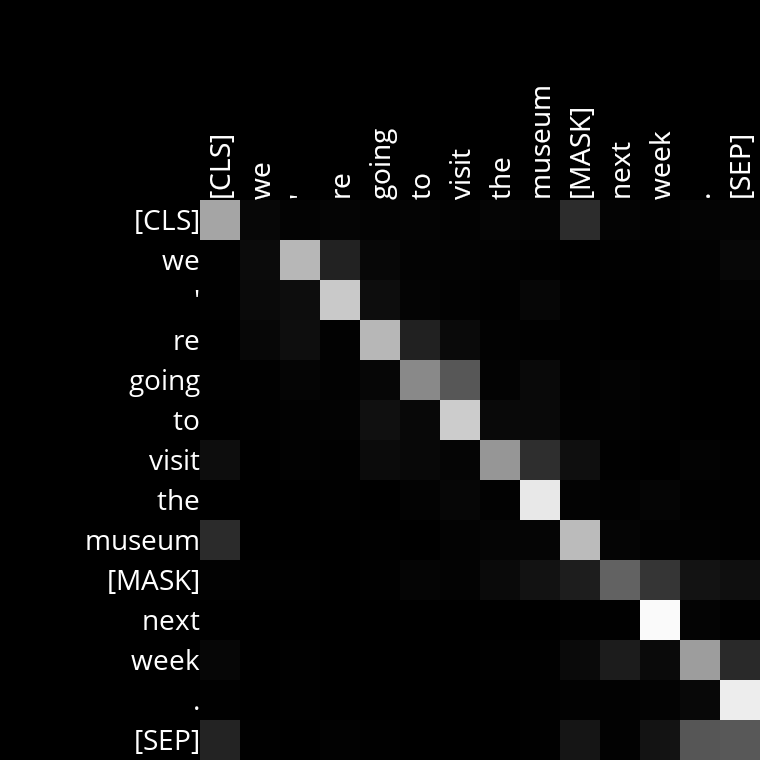 [CLS] we ' re going to visit the museum [MASK] next week . [SEP]
[CLS]
we
'
re
going
to
visit
the
museum
[MASK]
next
week
.
[SEP]